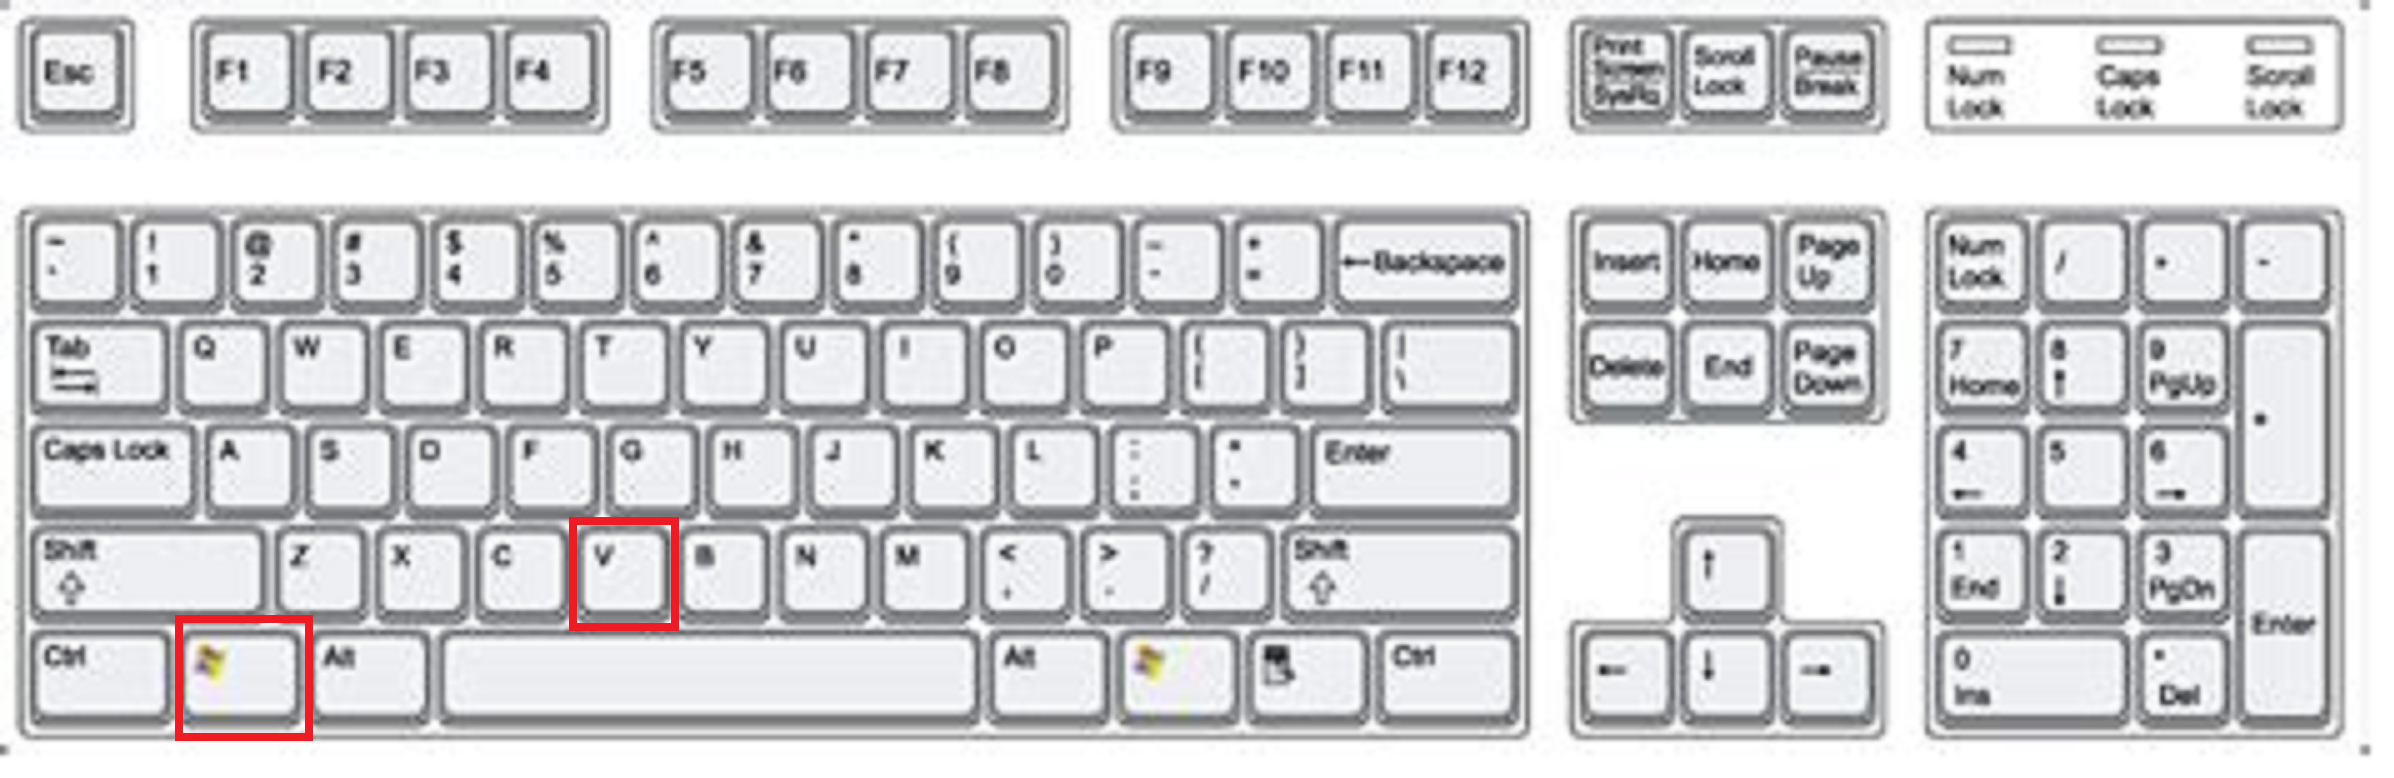 Esc F1 F2 F3 F4 F5 F6 F7 F8 F9 F10 F11 F12
Print Screen SysRq
Scroll Lock
Pause Break
Num Lock
Caps Lock
Scroll Lock
! @ # $ % ^ & * ( ) – +
1 2 3 4 5 6 7 8 9 0 - = ←Backspace
Insert Home Page Up
Num Lock / * -
Tab Q W E R T Y U I O P { [ } ] | \
Delete End Page Down
7 Home 8 ↑ 9 PgUp
Caps Lock A S D F G H J K L : ; Enter
4 ← 5 6 →
Shift Z X C V B N M < , > . ? / Shift
↑
1 End 2 ↓ 3 PgDn
Enter
Ctrl Alt Alt Ctrl
← ↓ →
0 Ins
. Del